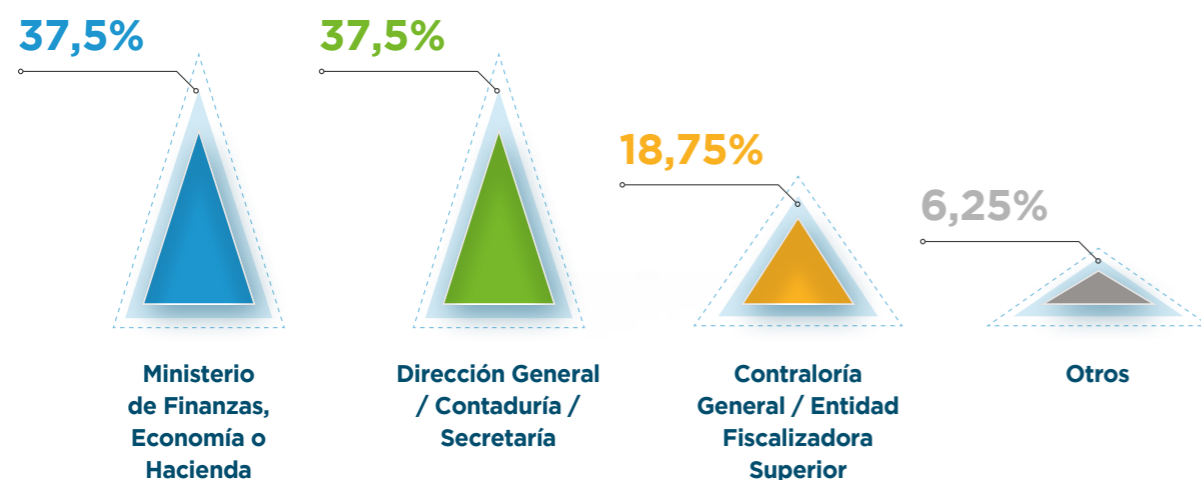 37,5%
37,5%
18,75%
6,25%
Ministerio
de Finanzas,
Economía o
Hacienda
Dirección General
/ Contaduría /
Secretaría
Contraloría
General / Entidad
Fiscalizadora
Superior
Otros